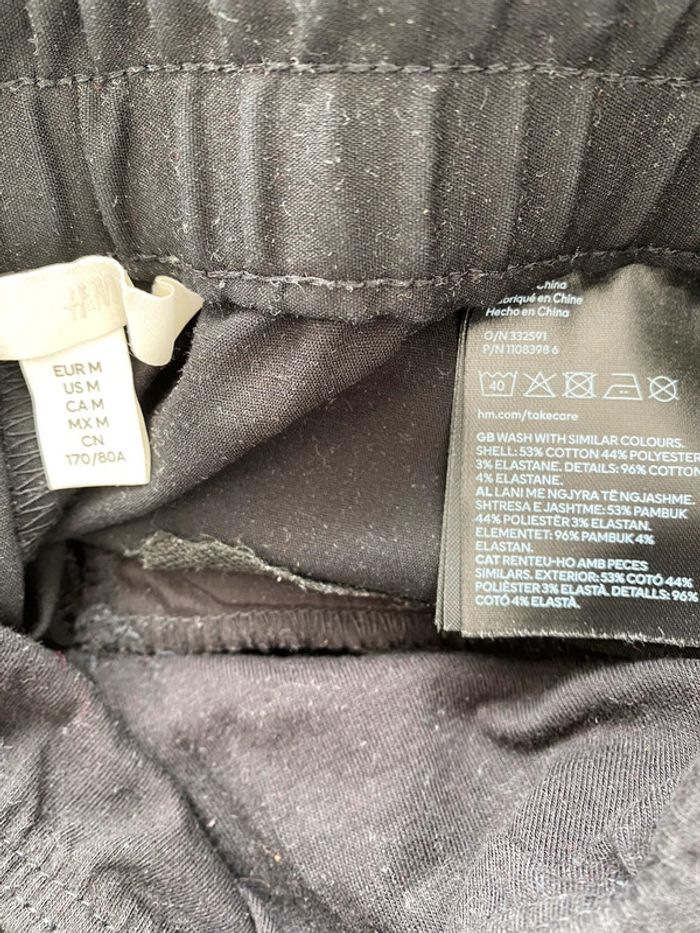 H&M
EUR M
US M
CA M
MX M
CN
170/80A
China
Fabriqué en Chine
Hecho en China
O/N 332591
P/N 1108398 6
40
hm.com/takecare
GB WASH WITH SIMILAR COLOURS.
SHELL: 53% COTTON 44% POLYESTER
3% ELASTANE. DETAILS: 96% COTTON
4% ELASTANE.
AL LANI ME NGJYRA TË NGJASHME.
SHTRESA E JASHTME: 53% PAMBUK
44% POLIESTËR 3% ELASTAN.
ELEMENTET: 96% PAMBUK 4%
ELASTAN.
CAT RENTEU-HO AMB PECES
SIMILARS. EXTERIOR: 53% COTÓ 44%
POLIÈSTER 3% ELASTÀ. DETALLS: 96%
COTÓ 4% ELASTÀ.